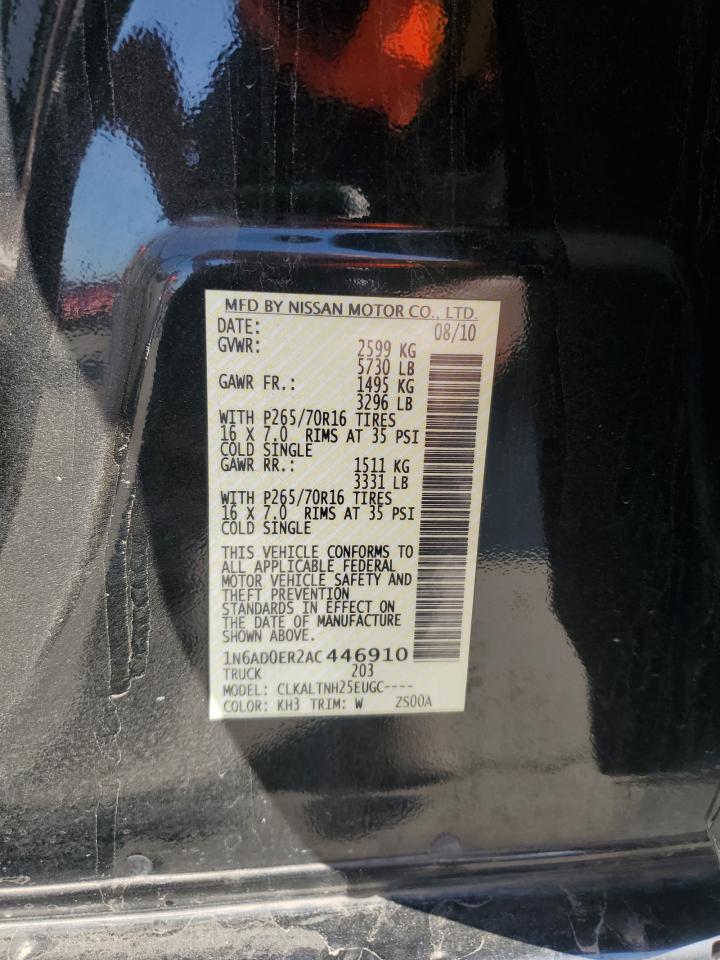 MFD BY NISSAN MOTOR CO., LTD.
DATE: 08/10
GVWR: 2599 KG
5730 LB
GAWR FR.: 1495 KG
3296 LB
WITH P265/70R16 TIRES
16 X 7.0 RIMS AT 35 PSI
COLD SINGLE
GAWR RR.: 1511 KG
3331 LB
WITH P265/70R16 TIRES
16 X 7.0 RIMS AT 35 PSI
COLD SINGLE
THIS VEHICLE CONFORMS TO
ALL APPLICABLE FEDERAL
MOTOR VEHICLE SAFETY AND
THEFT PREVENTION
STANDARDS IN EFFECT ON
THE DATE OF MANUFACTURE
SHOWN ABOVE.
1N6AD0ER2AC446910
TRUCK 203
MODEL: CLKALTNH25EUGC----
COLOR: KH3 TRIM: W ZS00A